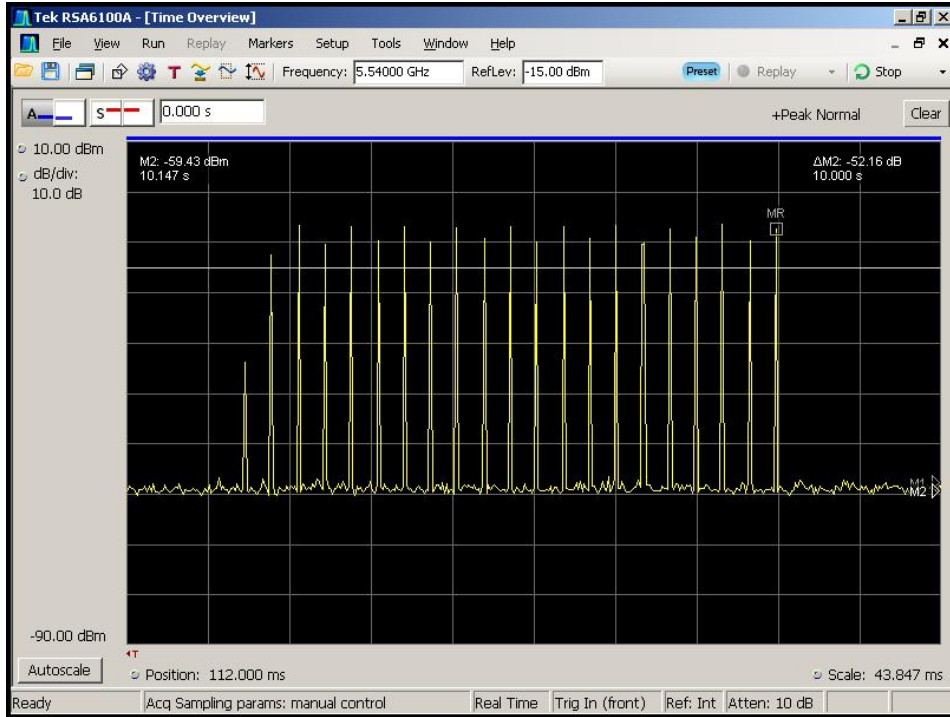 Tek RSA6100A - [Time Overview]
File View Run Replay Markers Setup Tools Window Help
T Frequency: 5.54000 GHz RefLev: -15.00 dBm Preset Replay Stop
A S 0.000 s +Peak Normal Clear
10.00 dBm
dB/div:
10.0 dB
M2: -59.43 dBm
10.147 s
ΔM2: -52.16 dB
10.000 s
MR
M1
M2
-90.00 dBm
T
Autoscale Position: 112.000 ms Scale: 43.847 ms
Ready Acq Sampling params: manual control Real Time Trig In (front) Ref: Int Atten: 10 dB